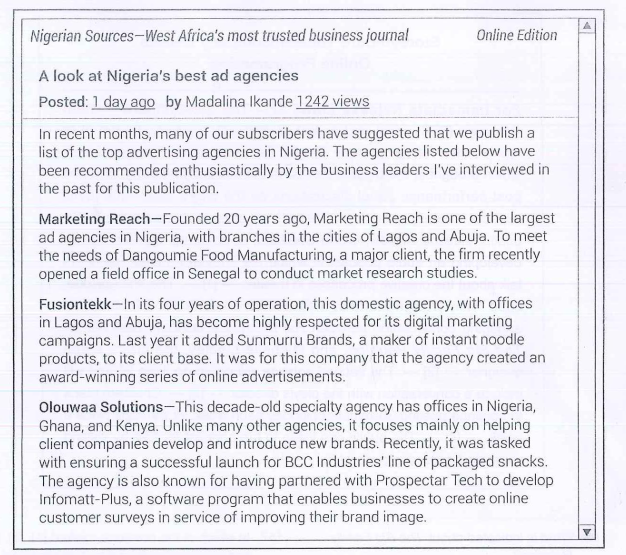 Nigerian Sources—West Africa's most trusted business journal Online Edition
A look at Nigeria's best ad agencies
Posted: 1 day ago by Madalina Ikande 1242 views
In recent months, many of our subscribers have suggested that we publish a
list of the top advertising agencies in Nigeria. The agencies listed below have
been recommended enthusiastically by the business leaders I've interviewed in
the past for this publication.
Marketing Reach—Founded 20 years ago, Marketing Reach is one of the largest
ad agencies in Nigeria, with branches in the cities of Lagos and Abuja. To meet
the needs of Dangoumie Food Manufacturing, a major client, the firm recently
opened a field office in Senegal to conduct market research studies.
Fusiontekk—In its four years of operation, this domestic agency, with offices
in Lagos and Abuja, has become highly respected for its digital marketing
campaigns. Last year it added Sunmurru Brands, a maker of instant noodle
products, to its client base. It was for this company that the agency created an
award-winning series of online advertisements.
Olouwaa Solutions—This decade-old specialty agency has offices in Nigeria,
Ghana, and Kenya. Unlike many other agencies, it focuses mainly on helping
client companies develop and introduce new brands. Recently, it was tasked
with ensuring a successful launch for BCC Industries' line of packaged snacks.
The agency is also known for having partnered with Prospectar Tech to develop
Infomatt-Plus, a software program that enables businesses to create online
customer surveys in service of improving their brand image.